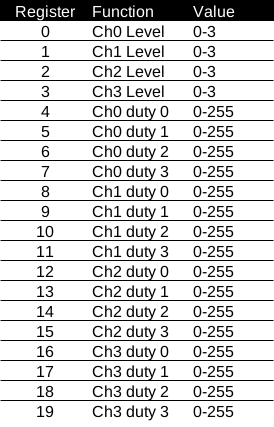 Register Function Value
0 Ch0 Level 0-3
1 Ch1 Level 0-3
2 Ch2 Level 0-3
3 Ch3 Level 0-3
4 Ch0 duty 0 0-255
5 Ch0 duty 1 0-255
6 Ch0 duty 2 0-255
7 Ch0 duty 3 0-255
8 Ch1 duty 0 0-255
9 Ch1 duty 1 0-255
10 Ch1 duty 2 0-255
11 Ch1 duty 3 0-255
12 Ch2 duty 0 0-255
13 Ch2 duty 1 0-255
14 Ch2 duty 2 0-255
15 Ch2 duty 3 0-255
16 Ch3 duty 0 0-255
17 Ch3 duty 1 0-255
18 Ch3 duty 2 0-255
19 Ch3 duty 3 0-255